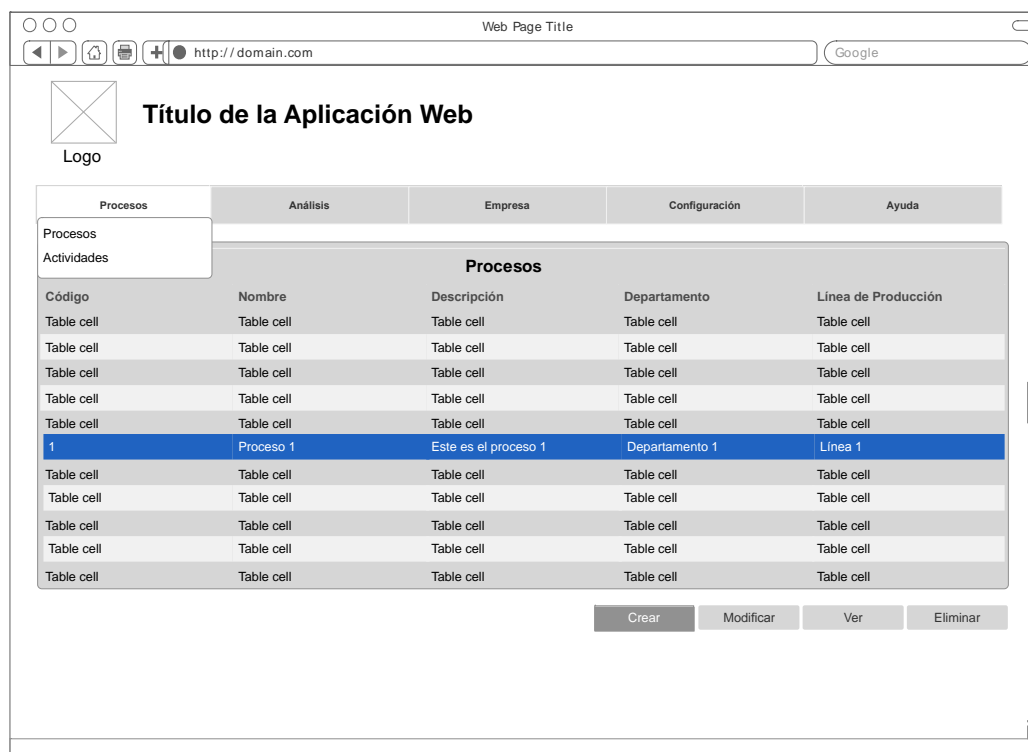 Web Page Title
http://domain.com Google
Título de la Aplicación Web
Logo
Procesos Análisis Empresa Configuración Ayuda
Procesos
Actividades
Procesos
Código Nombre Descripción Departamento Línea de Producción
Table cell Table cell Table cell Table cell Table cell
Table cell Table cell Table cell Table cell Table cell
Table cell Table cell Table cell Table cell Table cell
Table cell Table cell Table cell Table cell Table cell
Table cell Table cell Table cell Table cell Table cell
1 Proceso 1 Este es el proceso 1 Departamento 1 Línea 1
Table cell Table cell Table cell Table cell Table cell
Table cell Table cell Table cell Table cell Table cell
Table cell Table cell Table cell Table cell Table cell
Table cell Table cell Table cell Table cell Table cell
Table cell Table cell Table cell Table cell Table cell
Crear Modificar Ver Eliminar